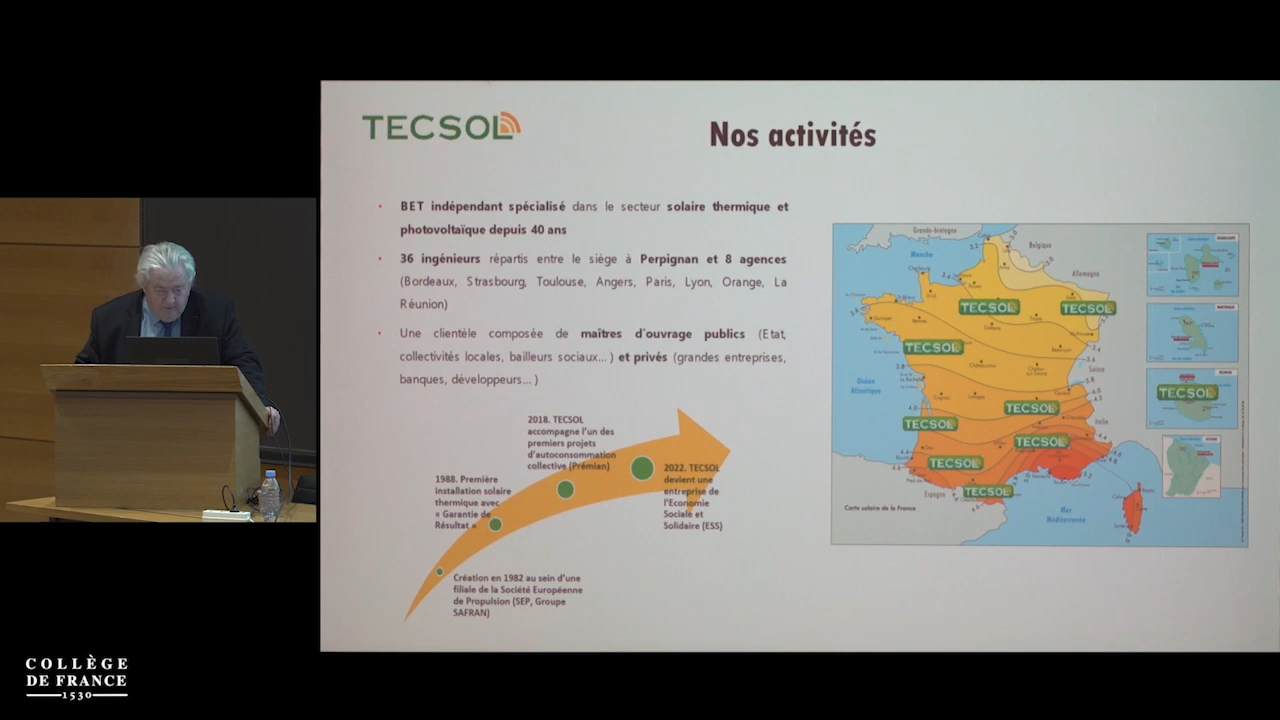 TECSOL
Nos activités
• BET indépendant spécialisé dans le secteur solaire thermique et
photovoltaïque depuis 40 ans
• 36 ingénieurs répartis entre le siège à Perpignan et 8 agences
(Bordeaux, Strasbourg, Toulouse, Angers, Paris, Lyon, Orange, La
Réunion)
• Une clientèle composée de maîtres d'ouvrage publics (Etat,
collectivités locales, bailleurs sociaux... ) et privés (grandes entreprises,
banques, développeurs... )
2018. TECSOL
accompagne l'un des
premiers projets
d'autoconsommation
collective (Prémian)
1988. Première
installation solaire
thermique avec
« Garantie de
Résultat »
2022. TECSOL
devient une
entreprise de
l'Economie
Sociale et
Solidaire (ESS)
Création en 1982 au sein d'une
filiale de la Société Européenne
de Propulsion (SEP, Groupe
SAFRAN)
Grande-bretagne
Belgique
Manche
Allemagne
TECSOL
TECSOL
TECSOL
Suisse
Océan
Atlantique
TECSOL
TECSOL
Italie
TECSOL
TECSOL
TECSOL
Espagne
Mer
Méditerranée
Carte solaire de la France
TECSOL
COLLÈGE
DE FRANCE
1530